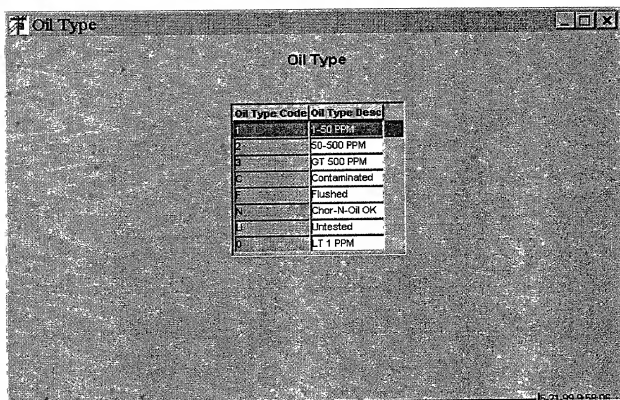 Oil Type
Oil Type
Oil Type Code Oil Type Desc
1 1-50 PPM
2 50-500 PPM
3 GT 500 PPM
C Contaminated
F Flushed
N Chor-N-Oil OK
U Untested
0 LT 1 PPM